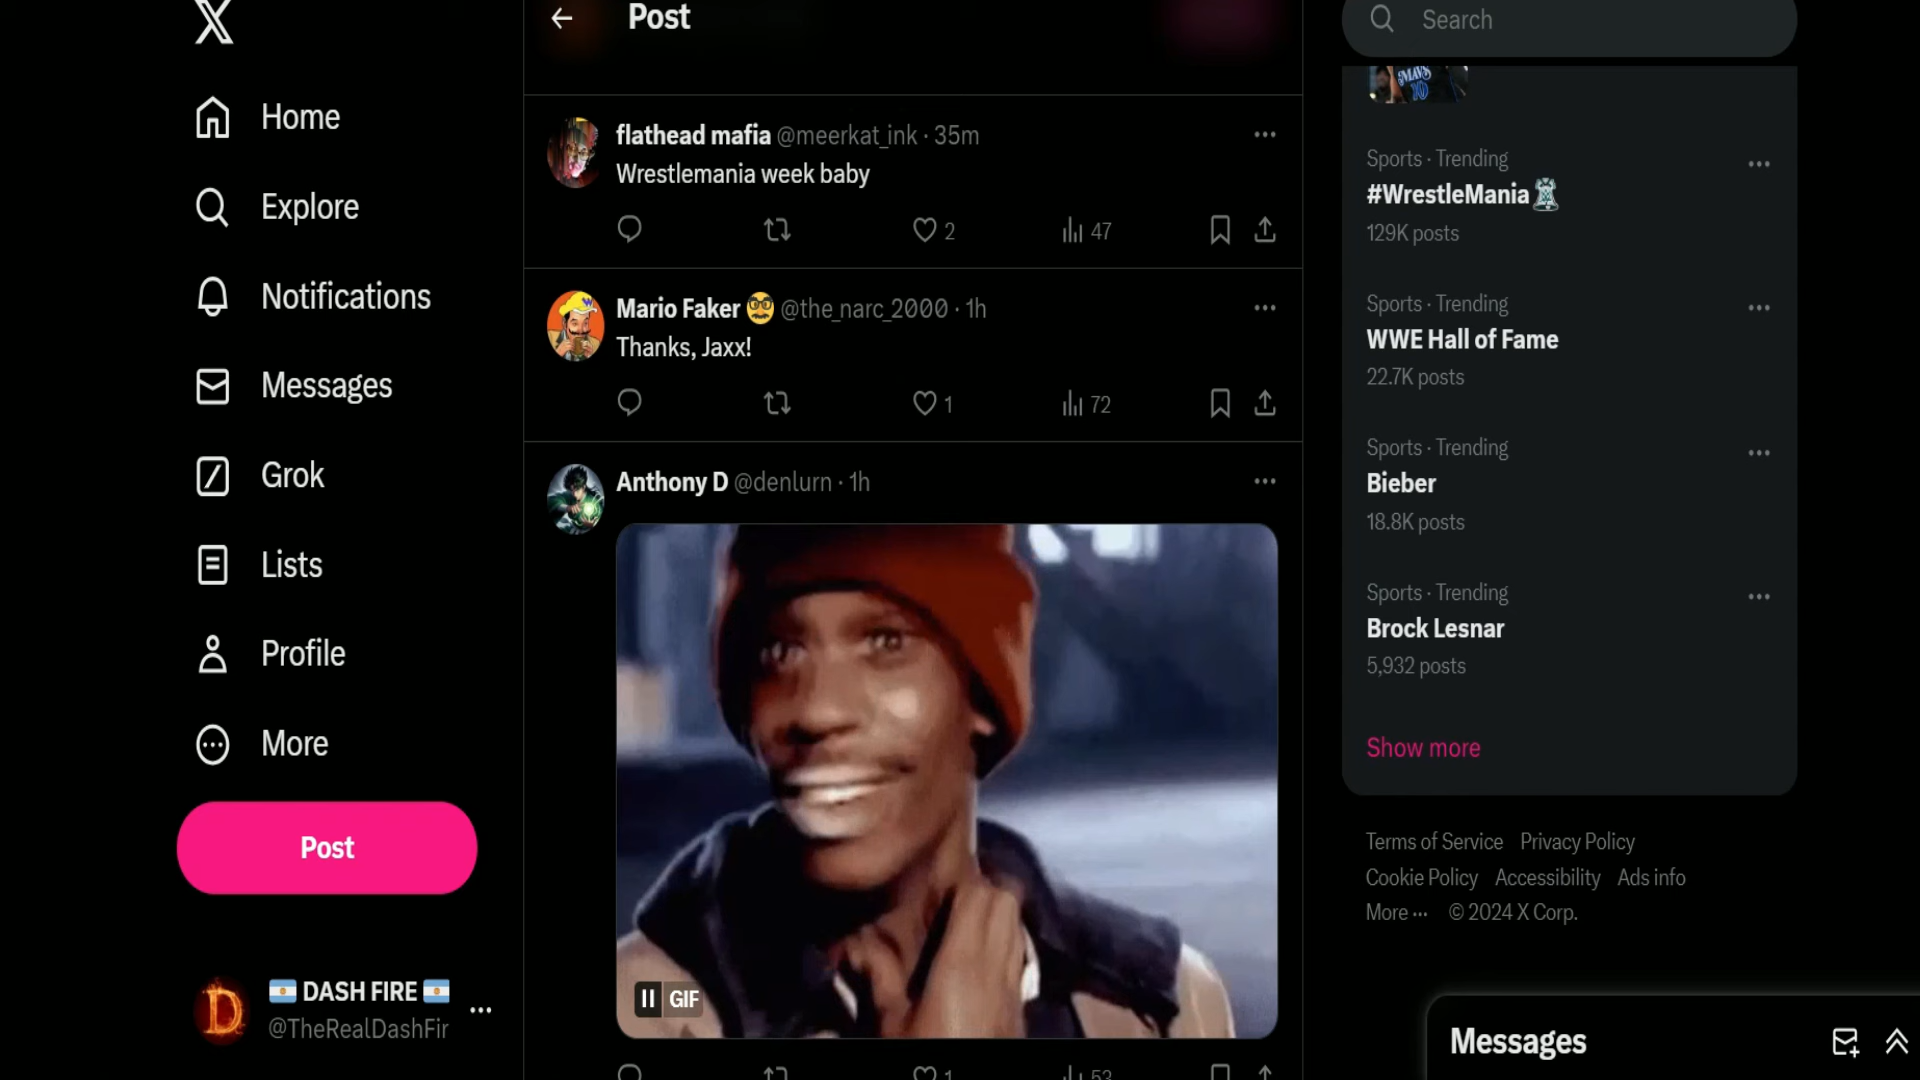 Home
Explore
Notifications
Messages
Grok
Lists
Profile
More
Post
DASH FIRE
@TheRealDashFir
Post
flathead mafia @meerkat_ink · 35m
Wrestlemania week baby
2
47
Mario Faker @the_narc_2000 · 1h
Thanks, Jaxx!
1
72
Anthony D @denlurn · 1h
GIF
1
53
Search
MAVS
10
Sports · Trending
#WrestleMania
129K posts
Sports · Trending
WWE Hall of Fame
22.7K posts
Sports · Trending
Bieber
18.8K posts
Sports · Trending
Brock Lesnar
5,932 posts
Show more
Terms of Service Privacy Policy
Cookie Policy Accessibility Ads info
More ··· © 2024 X Corp.
Messages